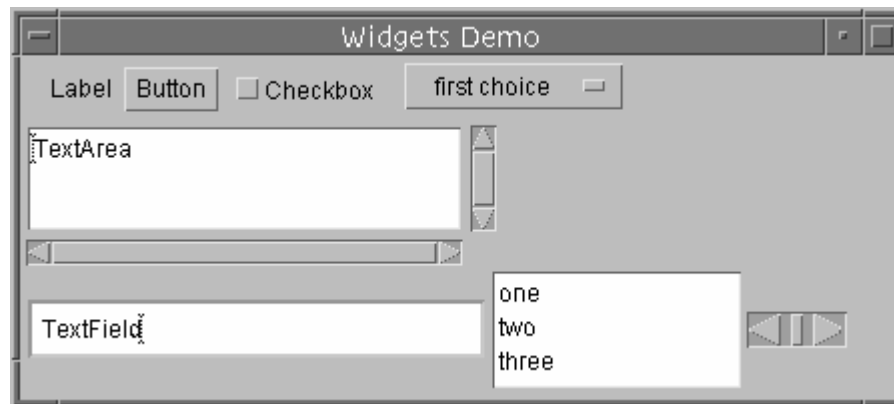 Widgets Demo
Label Button Checkbox first choice
TextArea
TextField
one
two
three